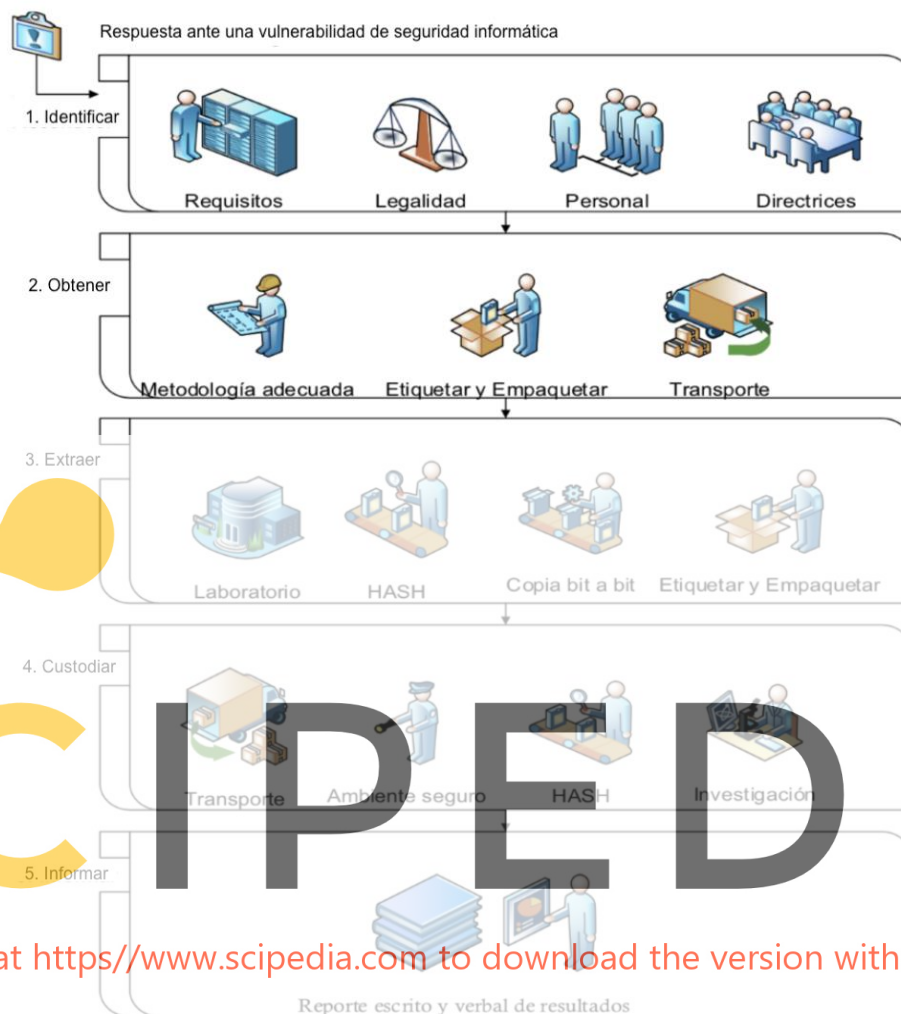 Respuesta ante una vulnerabilidad de seguridad informática
1. Identificar
Requisitos Legalidad Personal Directrices
2. Obtener
Metodología adecuada Etiquetar y Empaquetar Transporte
3. Extraer
Laboratorio HASH Copia bit a bit Etiquetar y Empaquetar
4. Custodiar
Transporte Ambiente seguro HASH Investigación
CIPED
5. Informar
at https//www.scipedia.com to download the version with
Reporte escrito y verbal de resultados